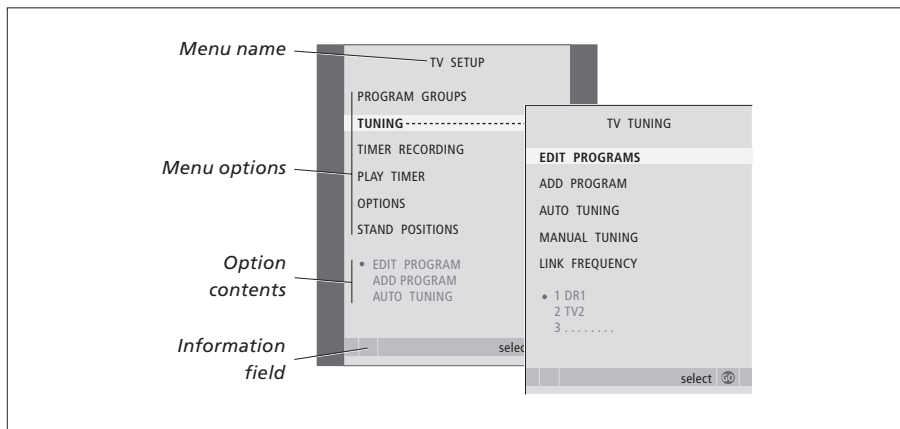 Menu name
Menu options
Option
contents
Information
field
TV SETUP
PROGRAM GROUPS
TUNING
TIMER RECORDING
PLAY TIMER
OPTIONS
STAND POSITIONS
• EDIT PROGRAM
ADD PROGRAM
AUTO TUNING
selec
TV TUNING
EDIT PROGRAMS
ADD PROGRAM
AUTO TUNING
MANUAL TUNING
LINK FREQUENCY
• 1 DR1
2 TV2
3 . . . . . . . .
select GO